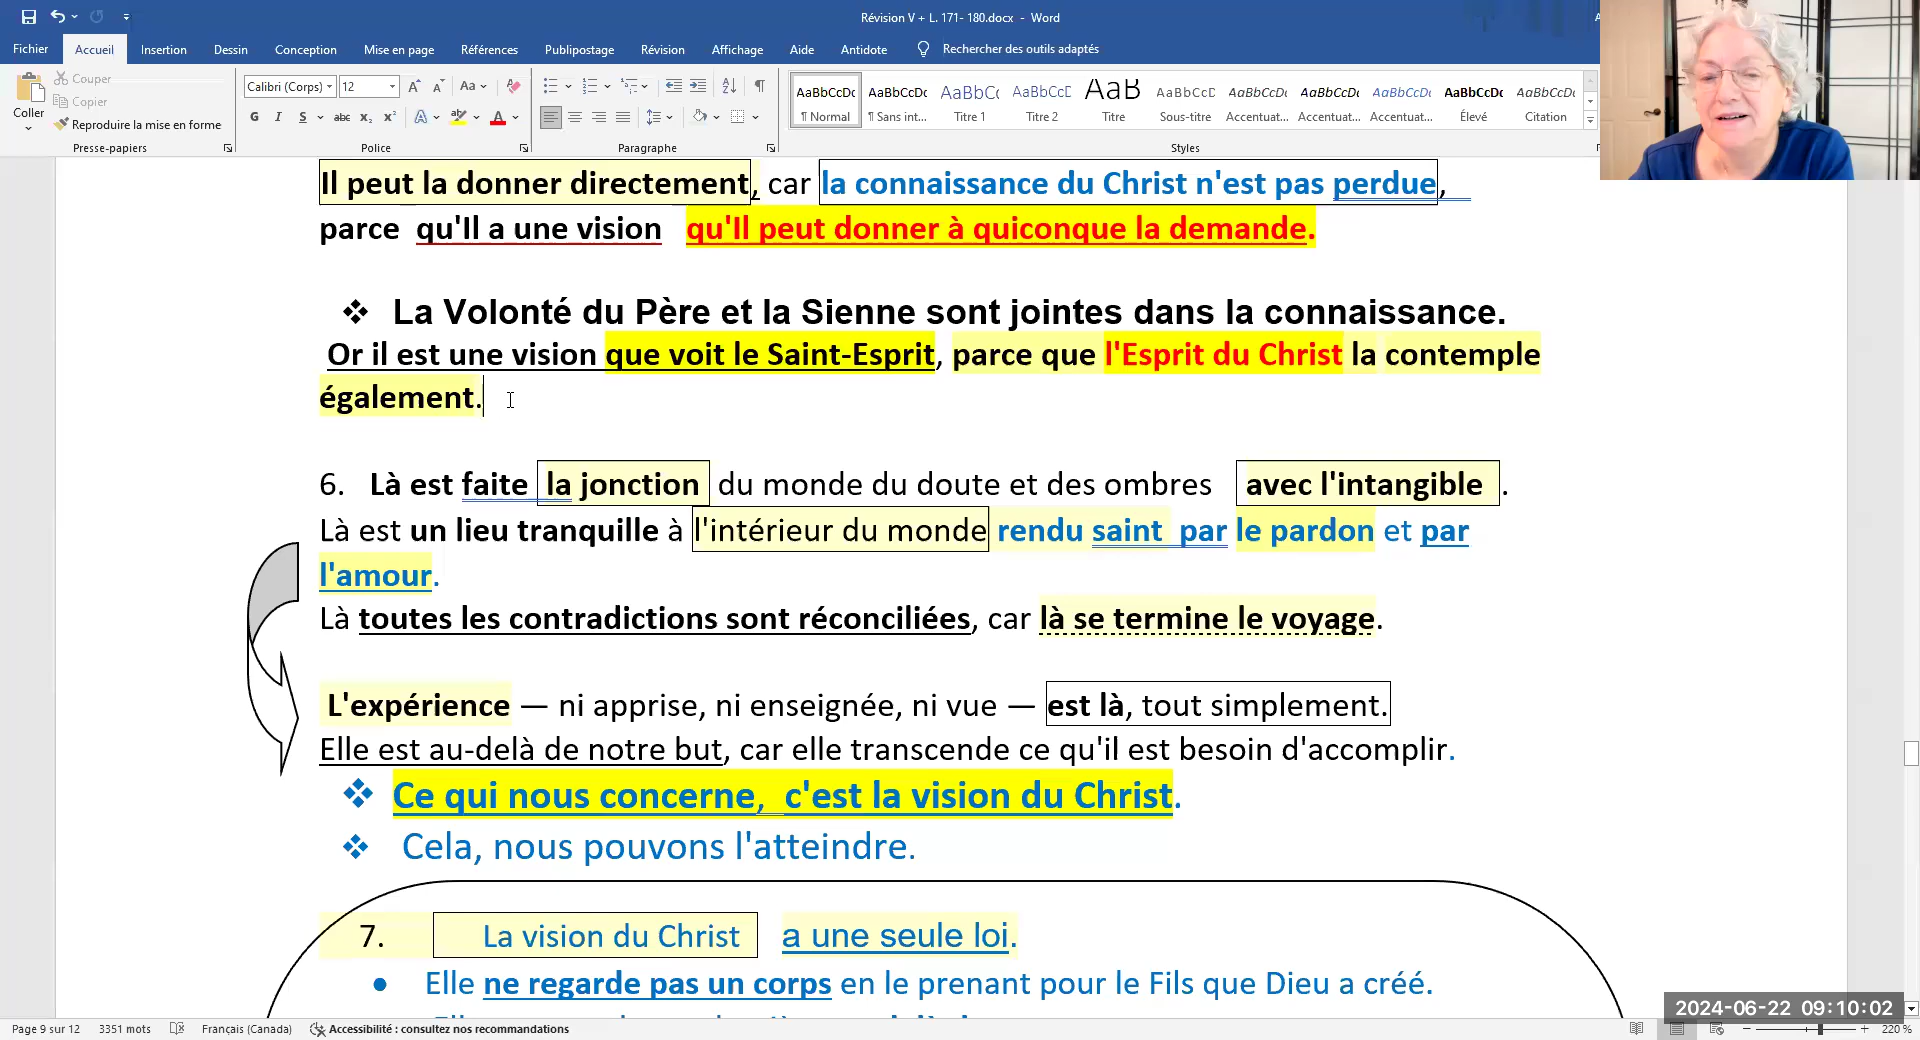 Révision V + L. 171- 180.docx - Word
Fichier Accueil Insertion Dessin Conception Mise en page Références Publipostage Révision Affichage Aide Antidote Rechercher des outils adaptés
Coller
Couper
Copier
Reproduire la mise en forme
Presse-papiers
Calibri (Corps) 12
G I S abc x₂ x²
Police
Paragraphe
AaBbCcDc AaBbCcDc AaBbCc AaBbCcD AaB AaBbCcD AaBbCcDc AaBbCcDc AaBbCcDc AaBbCcDc AaBbCcDc
¶ Normal ¶ Sans int... Titre 1 Titre 2 Titre Sous-titre Accentuat... Accentuat... Accentuat... Élevé Citation
Styles
Il peut la donner directement, car la connaissance du Christ n'est pas perdue,
parce qu'Il a une vision qu'Il peut donner à quiconque la demande.
❖ La Volonté du Père et la Sienne sont jointes dans la connaissance.
Or il est une vision que voit le Saint-Esprit, parce que l'Esprit du Christ la contemple
également.
6. Là est faite la jonction du monde du doute et des ombres avec l'intangible .
Là est un lieu tranquille à l'intérieur du monde rendu saint par le pardon et par
l'amour.
Là toutes les contradictions sont réconciliées, car là se termine le voyage.
L'expérience — ni apprise, ni enseignée, ni vue — est là, tout simplement.
Elle est au-delà de notre but, car elle transcende ce qu'il est besoin d'accomplir.
❖ Ce qui nous concerne, c'est la vision du Christ.
❖ Cela, nous pouvons l'atteindre.
7. La vision du Christ a une seule loi.
• Elle ne regarde pas un corps en le prenant pour le Fils que Dieu a créé.
2024-06-22 09:10:02
Page 9 sur 12 3351 mots Français (Canada) Accessibilité : consultez nos recommandations 220 %